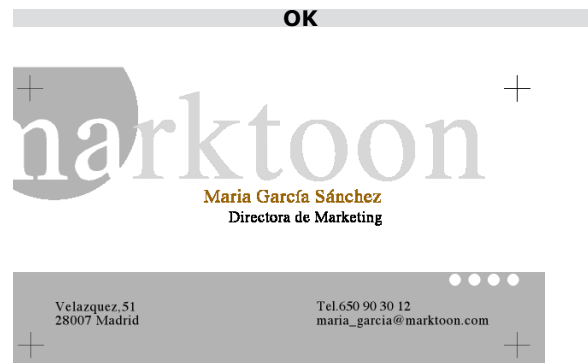 OK
marktoon
Maria García Sánchez
Directora de Marketing
Velazquez,51
28007 Madrid
Tel.650 90 30 12
maria_garcia@marktoon.com